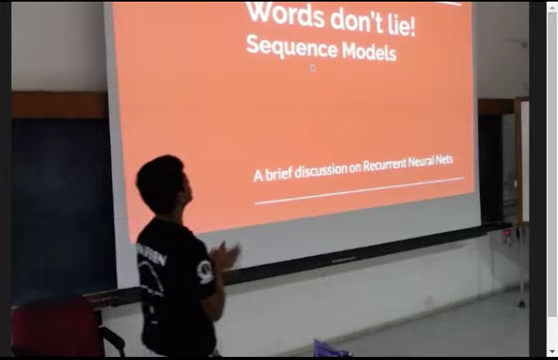 Words don't lie!
Sequence Models
A brief discussion on Recurrent Neural Nets